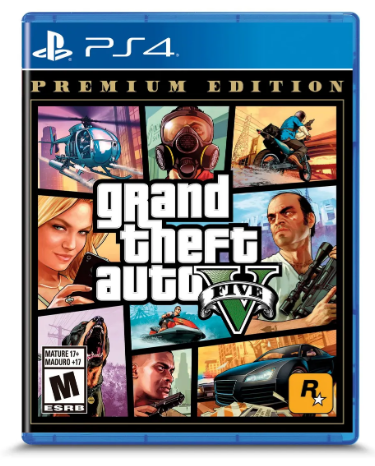 PS4
PREMIUM EDITION
grand
theft
auto
V
FIVE
MATURE 17+
MADURO +17
M
ESRB
R